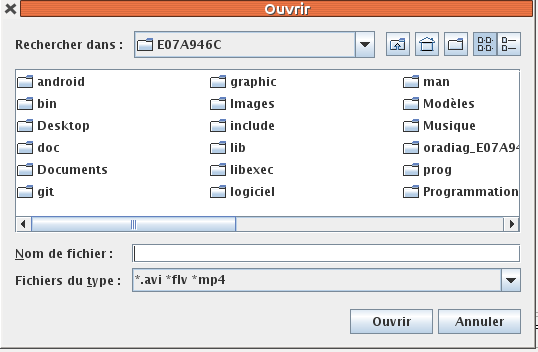 Ouvrir
Rechercher dans : E07A946C
android graphic man
bin Images Modèles
Desktop include Musique
doc lib oradiag_E07A94
Documents libexec prog
git logiciel Programmation
Nom de fichier :
Fichiers du type : *.avi *flv *mp4
Ouvrir Annuler